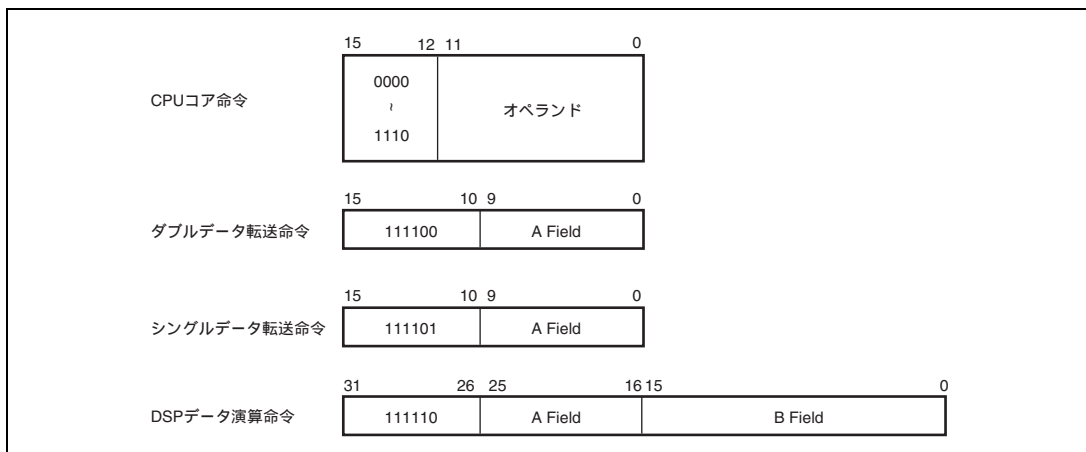 15 12 11 0
CPUコア命令
0000
~
1110
オペランド
15 10 9 0
ダブルデータ転送命令 111100 A Field
15 10 9 0
シングルデータ転送命令 111101 A Field
31 26 25 16 15 0
DSPデータ演算命令 111110 A Field B Field